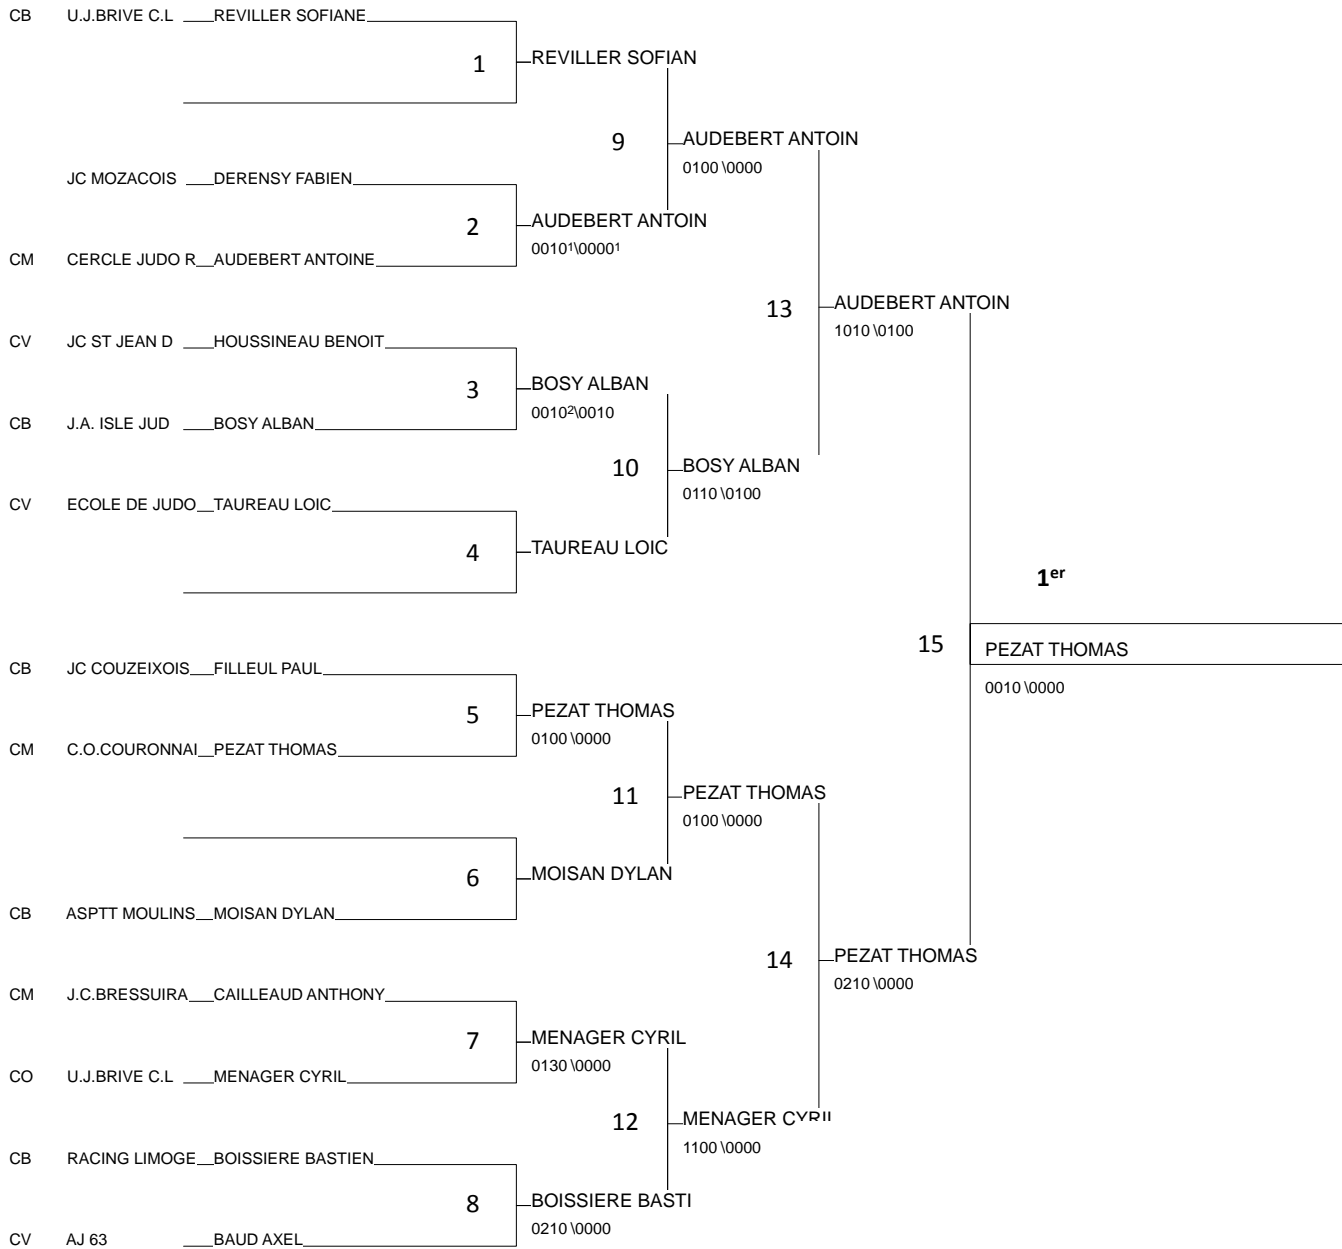 CB U.J.BRIVE C.L REVILLER SOFIANE
1 REVILLER SOFIAN
9 AUDEBERT ANTOIN
0100 \0000
JC MOZACOIS DERENSY FABIEN
2 AUDEBERT ANTOIN
0010¹\0000¹
CM CERCLE JUDO R AUDEBERT ANTOINE
13 AUDEBERT ANTOIN
1010 \0100
CV JC ST JEAN D HOUSSINEAU BENOIT
3 BOSY ALBAN
0010²\0010
CB J.A. ISLE JUD BOSY ALBAN
10 BOSY ALBAN
0110 \0100
CV ECOLE DE JUDO TAUREAU LOIC
4 TAUREAU LOIC
1er
15 PEZAT THOMAS
0010 \0000
CB JC COUZEIXOIS FILLEUL PAUL
5 PEZAT THOMAS
0100 \0000
CM C.O.COURONNAI PEZAT THOMAS
11 PEZAT THOMAS
0100 \0000
6 MOISAN DYLAN
CB ASPTT MOULINS MOISAN DYLAN
14 PEZAT THOMAS
0210 \0000
CM J.C.BRESSUIRA CAILLEAUD ANTHONY
7 MENAGER CYRIL
0130 \0000
CO U.J.BRIVE C.L MENAGER CYRIL
12 MENAGER CYRIL
1100 \0000
CB RACING LIMOGE BOISSIERE BASTIEN
8 BOISSIERE BASTI
0210 \0000
CV AJ 63 BAUD AXEL